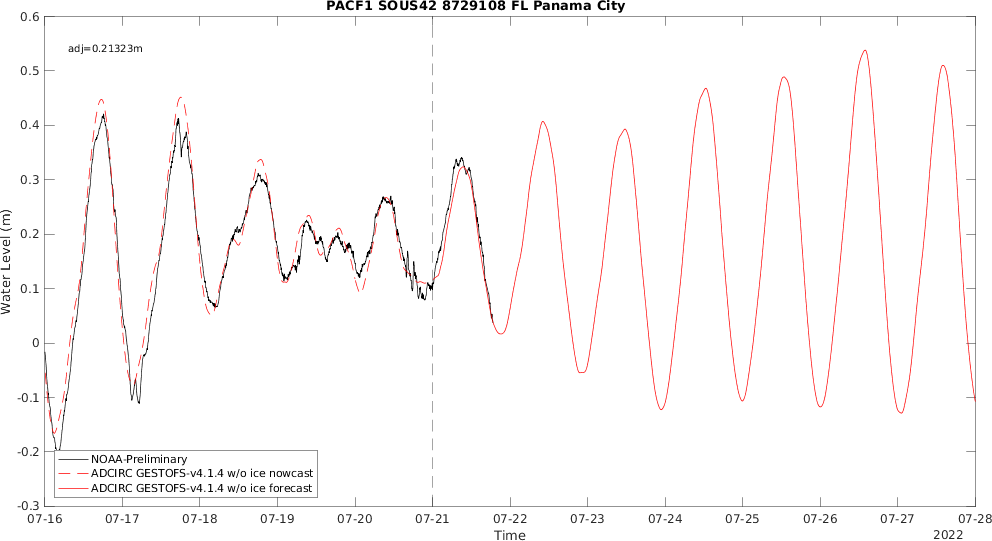 PACF1 SOUS42 8729108 FL Panama City
adj=0.21323m
0.6
0.5
0.4
0.3
0.2
0.1
0
-0.1
-0.2
-0.3
Water Level (m)
NOAA-Preliminary
ADCIRC GESTOFS-v4.1.4 w/o ice nowcast
ADCIRC GESTOFS-v4.1.4 w/o ice forecast
07-16 07-17 07-18 07-19 07-20 07-21 07-22 07-23 07-24 07-25 07-26 07-27 07-28
Time
2022